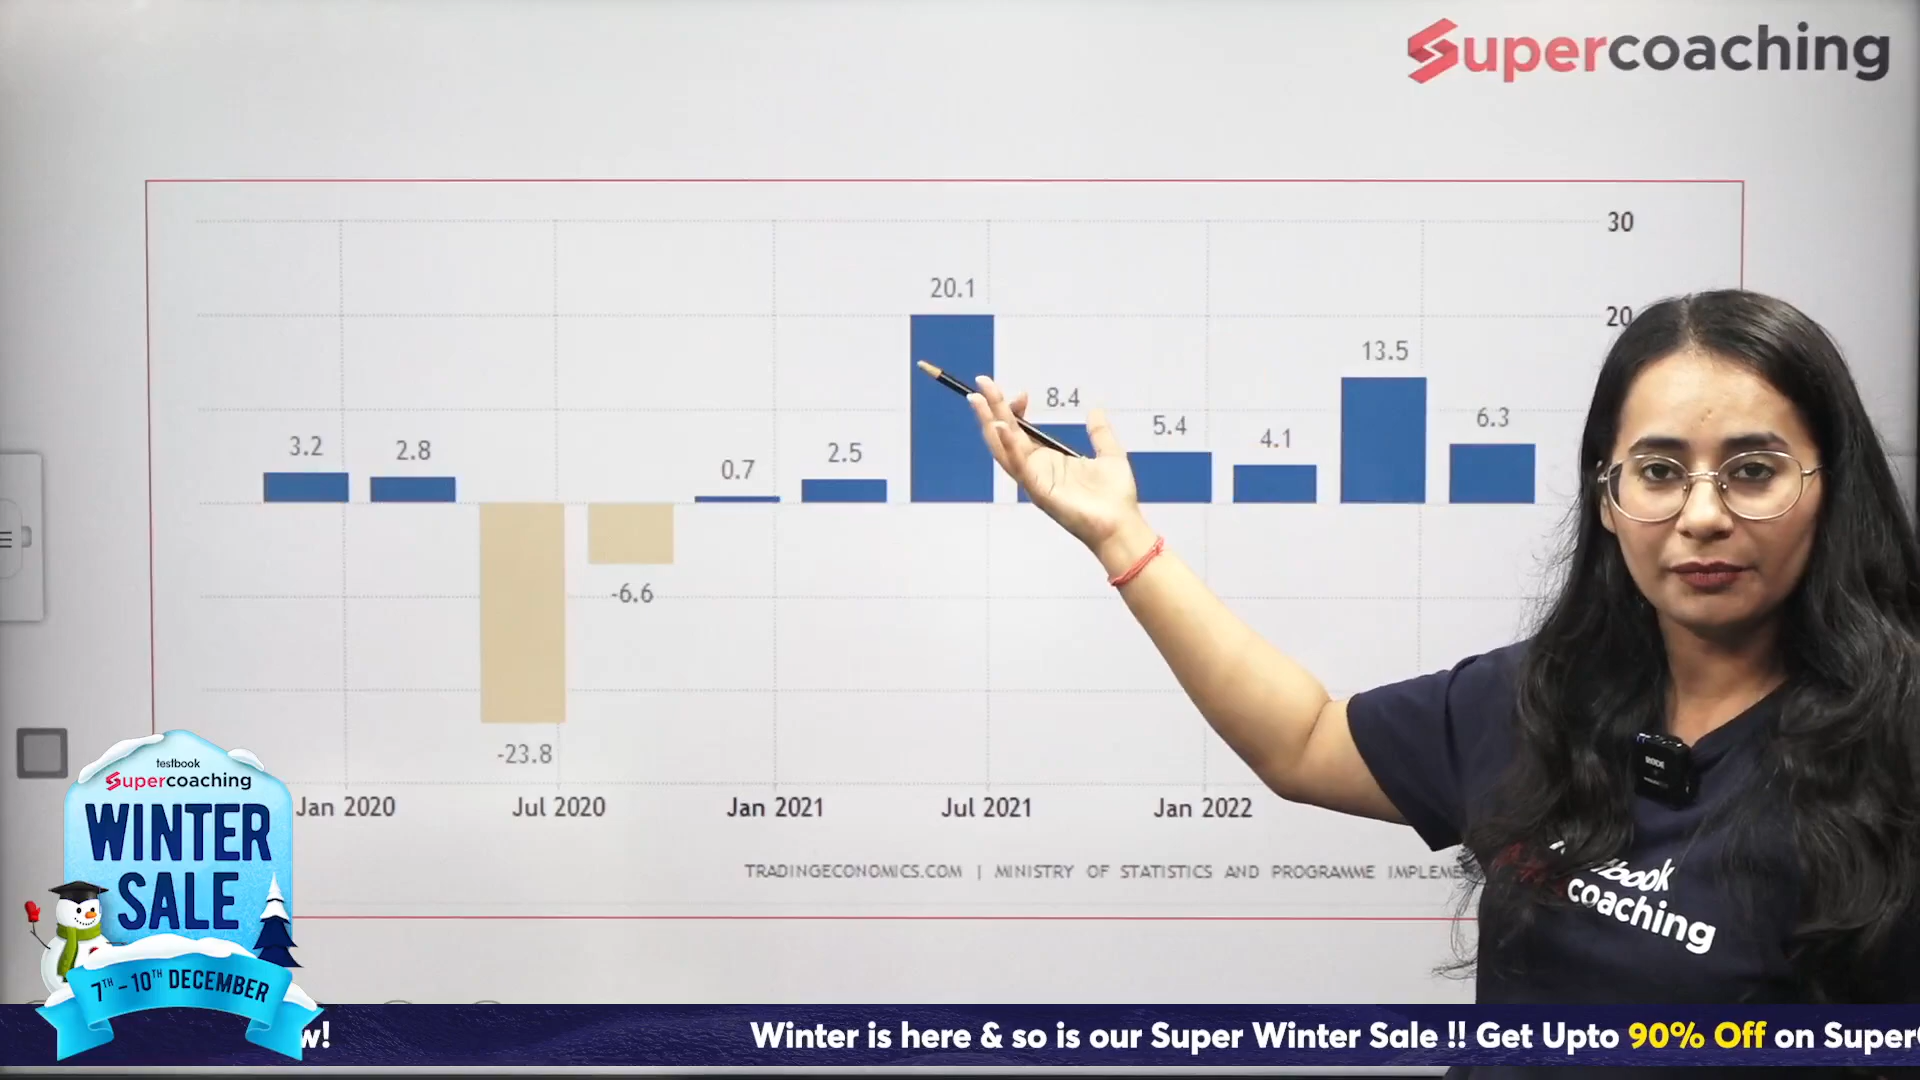 Supercoaching
30
20.1
20
13.5
8.4
6.3
5.4
4.1
3.2
2.8
2.5
0.7
-6.6
-23.8
Jan 2020
Jul 2020
Jan 2021
Jul 2021
Jan 2022
TRADINGECONOMICS.COM | MINISTRY OF STATISTICS AND PROGRAMME
testbook
Supercoaching
WINTER
SALE
7TH - 10TH DECEMBER
coaching
Winter is here & so is our Super Winter Sale !! Get Upto 90% Off on